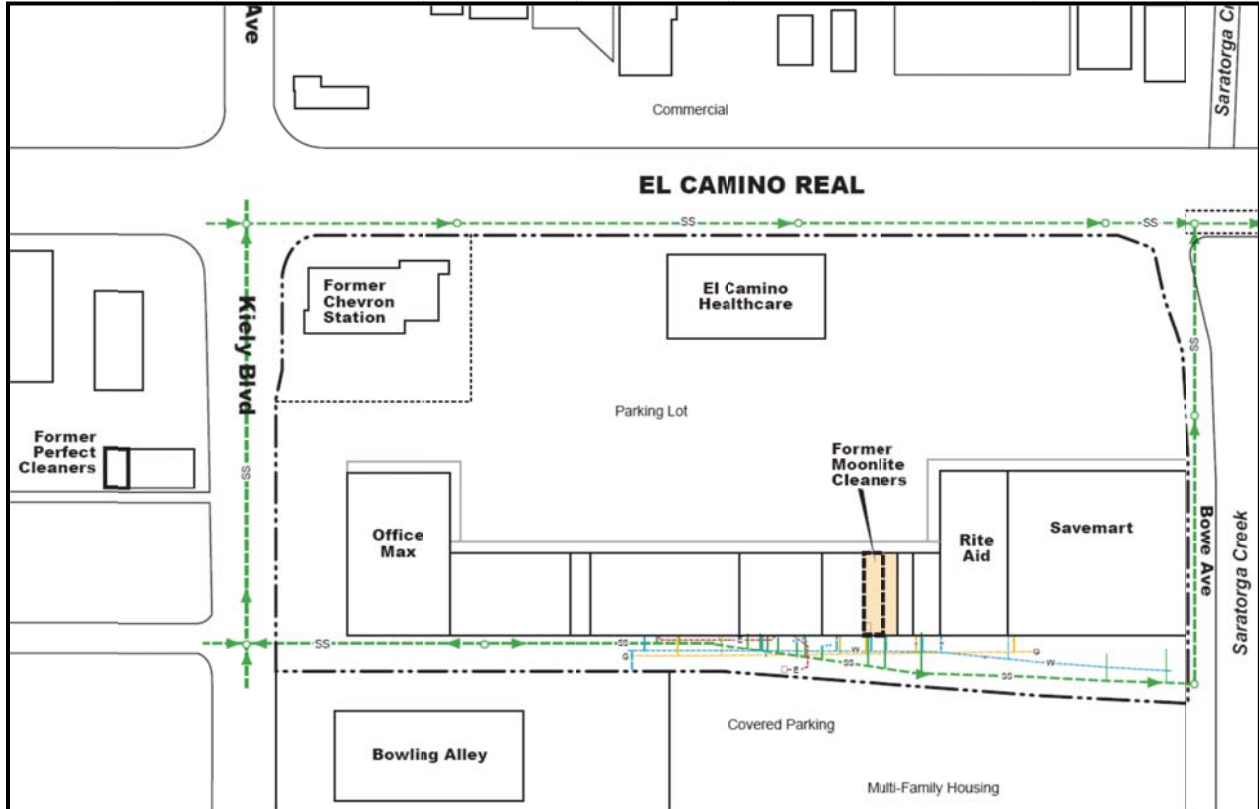 Ave
Saratorga Cr
Commercial
EL CAMINO REAL
SS
SS
Kiely Blvd
Former
Chevron
Station
El Camino
Healthcare
SS
Parking Lot
Former
Perfect
Cleaners
SS
Former
Moonlite
Cleaners
Office
Max
Rite
Aid
Savemart
Bowe Ave
Saratorga Creek
SS
SS
E
W
G
G
SS
W
E
SS
Covered Parking
Bowling Alley
Multi-Family Housing